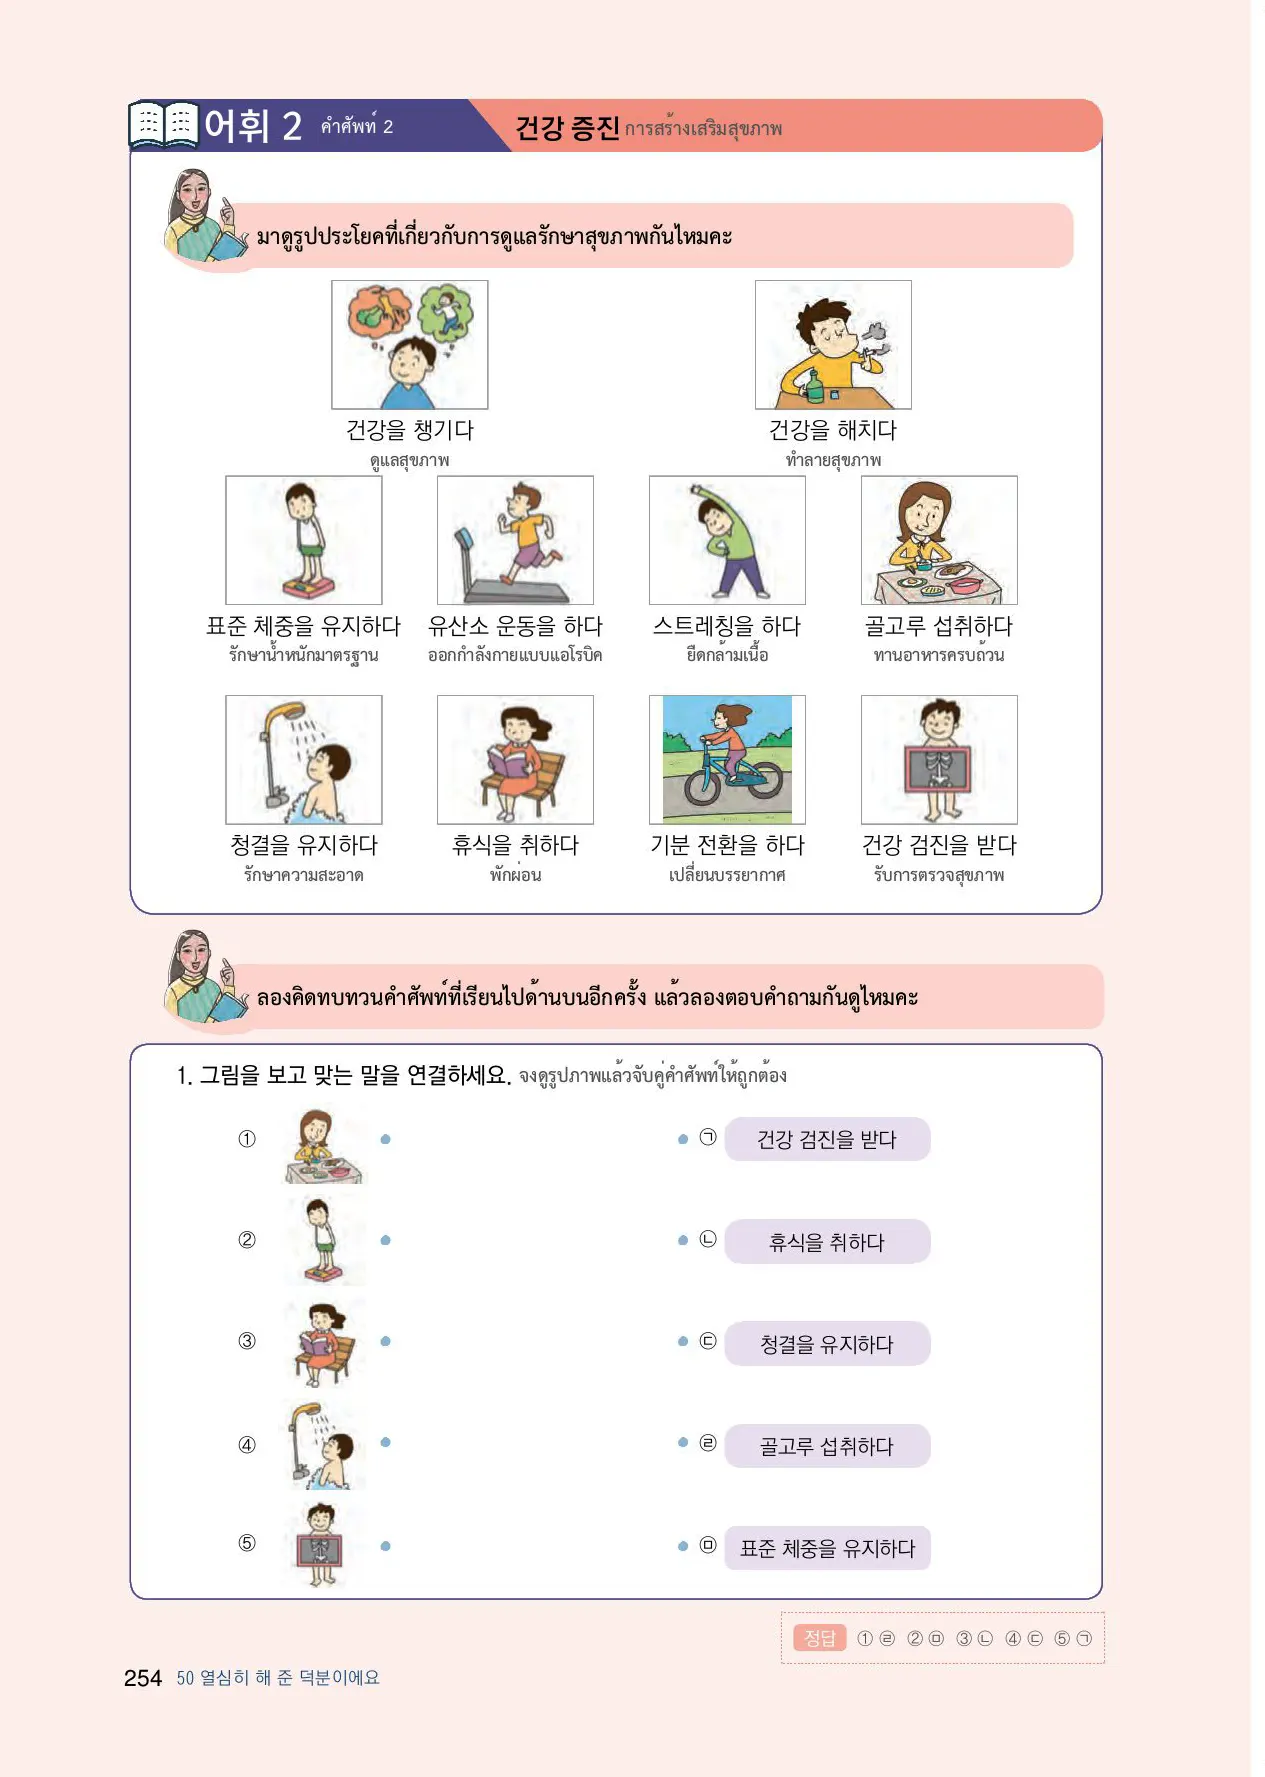 어휘 2 คำศัพท์ 2 건강 증진 การสร้างเสริมสุขภาพ
มาดูรูปประโยคที่เกี่ยวกับการดูแลรักษาสุขภาพกันไหมคะ
건강을 챙기다 건강을 해치다
ดูแลสุขภาพ ทำลายสุขภาพ
표준 체중을 유지하다 유산소 운동을 하다 스트레칭을 하다 골고루 섭취하다
รักษาน้ำหนักมาตรฐาน ออกกำลังกายแบบแอโรบิค ยืดกล้ามเนื้อ ทานอาหารครบถ้วน
청결을 유지하다 휴식을 취하다 기분 전환을 하다 건강 검진을 받다
รักษาความสะอาด พักผ่อน เปลี่ยนบรรยากาศ รับการตรวจสุขภาพ
ลองคิดทบทวนคำศัพท์ที่เรียนไปด้านบนอีกครั้ง แล้วลองตอบคำถามกันดูไหมคะ
1. 그림을 보고 맞는 말을 연결하세요. จงดูรูปภาพแล้วจับคู่คำศัพท์ให้ถูกต้อง
① ㉠ 건강 검진을 받다
② ㉡ 휴식을 취하다
③ ㉢ 청결을 유지하다
④ ㉣ 골고루 섭취하다
⑤ ㉤ 표준 체중을 유지하다
정답 ① ㉣ ② ㉤ ③ ㉡ ④ ㉢ ⑤ ㉠
254 50 열심히 해 준 덕분이에요